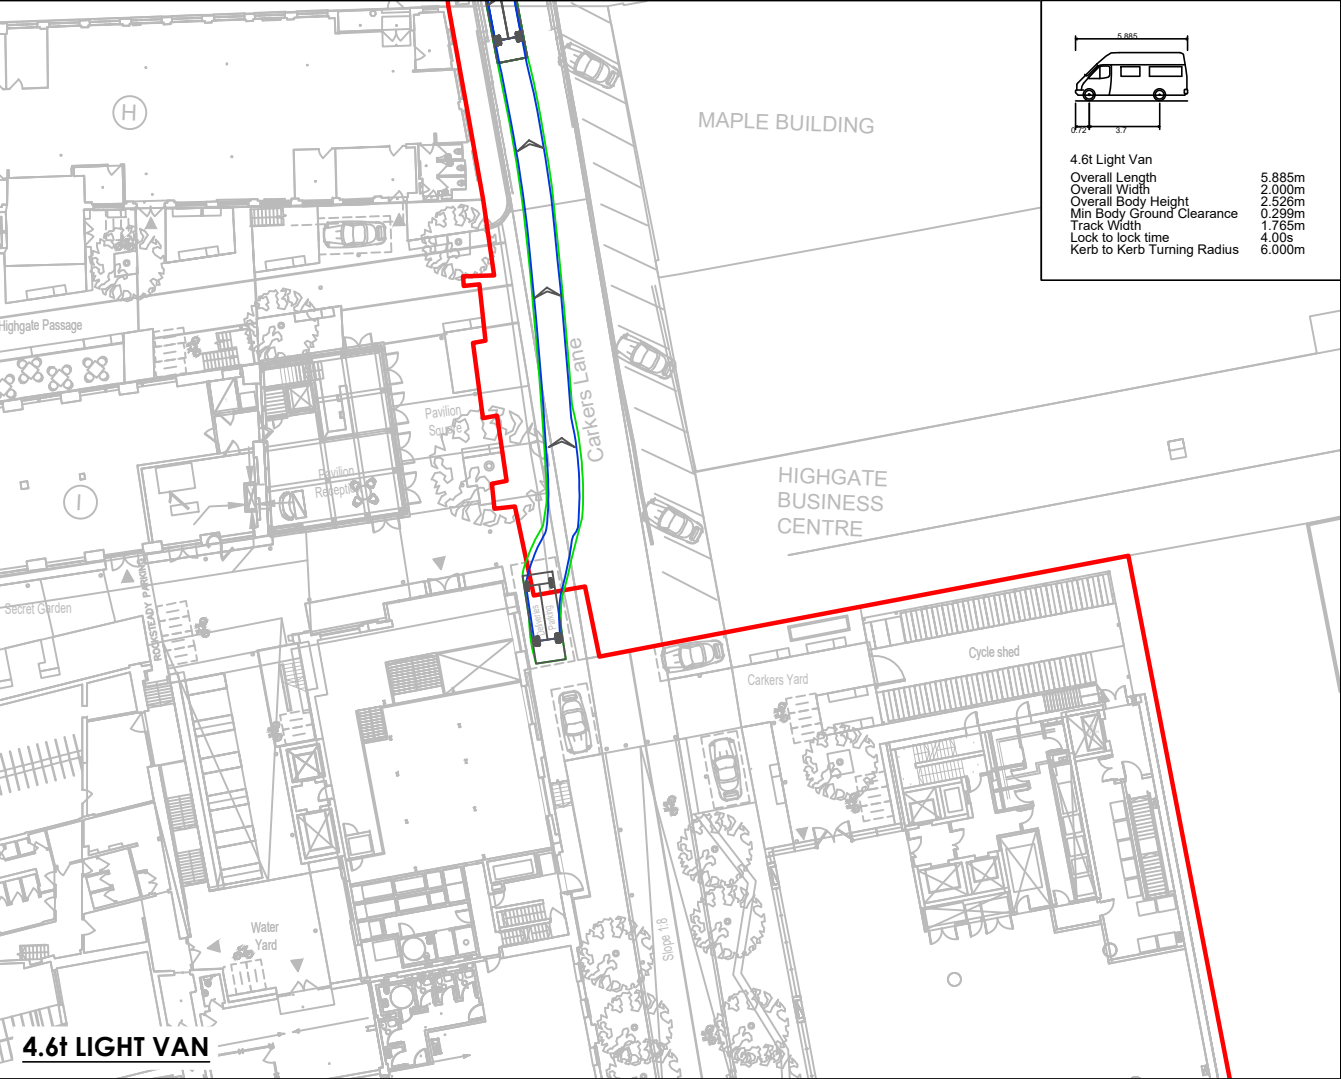 5.885
0.72
3.7
4.6t Light Van
Overall Length 5.885m
Overall Width 2.000m
Overall Body Height 2.526m
Min Body Ground Clearance 0.299m
Track Width 1.765m
Lock to lock time 4.00s
Kerb to Kerb Turning Radius 6.000m
H
MAPLE BUILDING
Highgate Passage
Carkers Lane
Pavilion
Square
Pavilion
Reception
I
HIGHGATE
BUSINESS
CENTRE
Secret Garden
ROCKSTEADY PARKING
Deliveries
Parking
Cycle shed
Carkers Yard
Water
Yard
Slope 1:8
4.6t LIGHT VAN